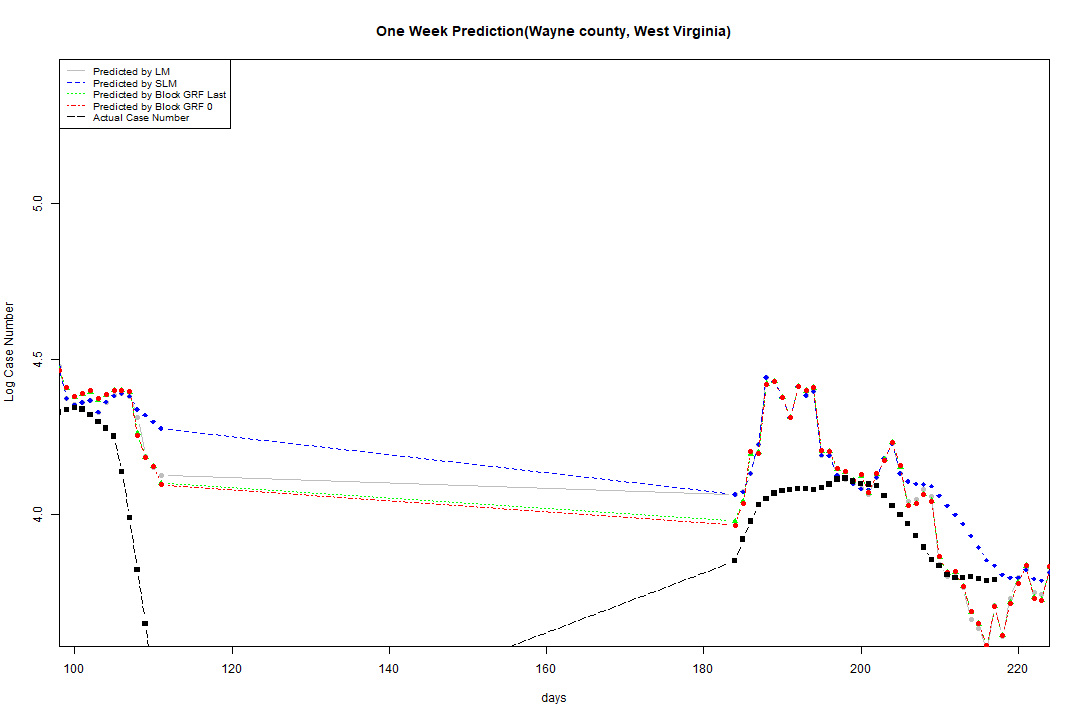 One Week Prediction(Wayne county, West Virginia)
Predicted by LM
Predicted by SLM
Predicted by Block GRF Last
Predicted by Block GRF 0
Actual Case Number
5.0
4.5
4.0
Log Case Number
100 120 140 160 180 200 220
days